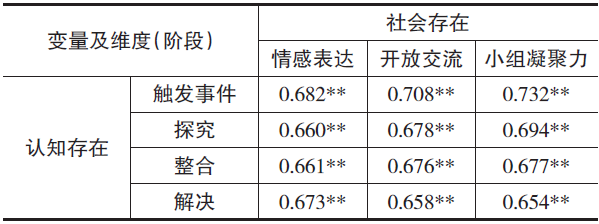 变量及维度(阶段) 社会存在
情感表达 开放交流 小组凝聚力
认知存在 触发事件 0.682** 0.708** 0.732**
探究 0.660** 0.678** 0.694**
整合 0.661** 0.676** 0.677**
解决 0.673** 0.658** 0.654**